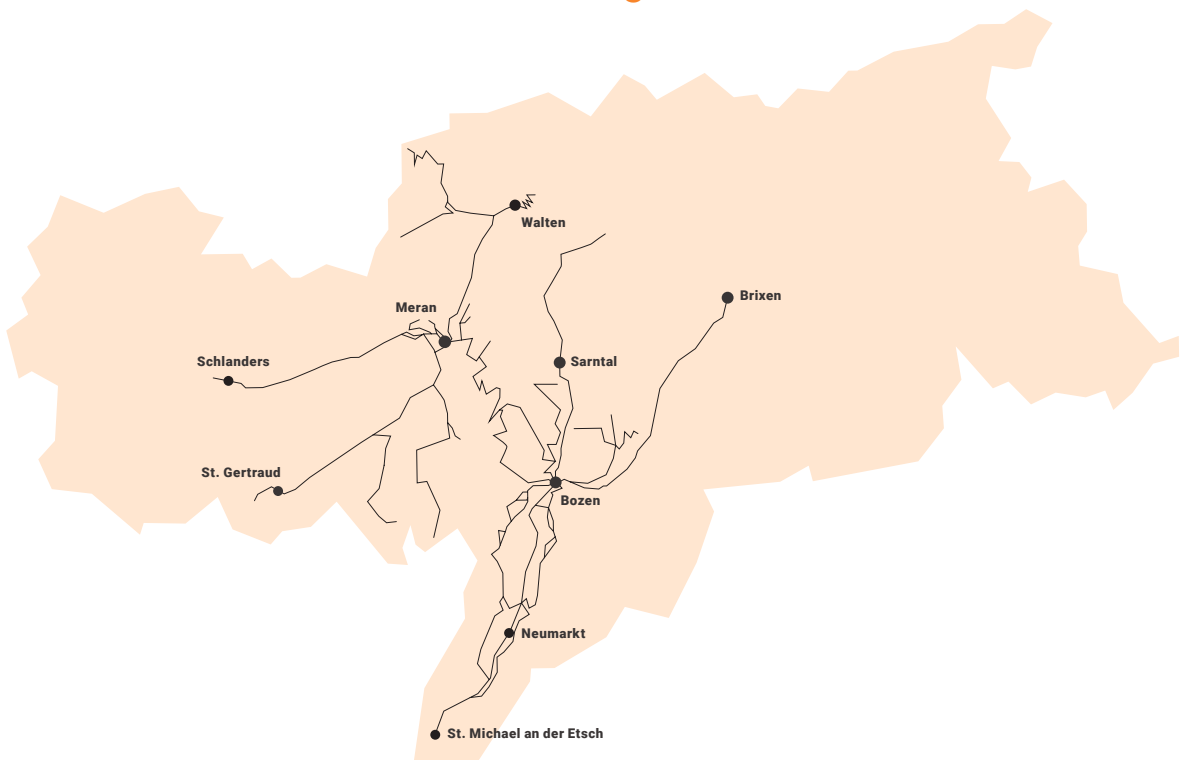 Walten
Brixen
Meran
Schlanders
Sarntal
St. Gertraud
Bozen
Neumarkt
St. Michael an der Etsch